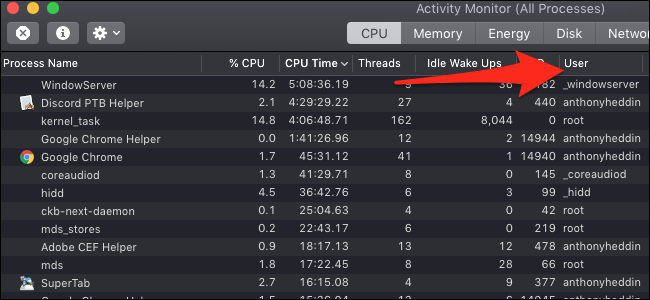 Activity Monitor (All Processes)
CPU Memory Energy Disk Netwo
Process Name % CPU CPU Time Threads Idle Wake Ups User
WindowServer 14.2 5:08:36.19 9 36 182 _windowserver
Discord PTB Helper 2.1 4:29:29.22 27 4 440 anthonyheddin
kernel_task 14.8 4:06:48.71 162 8,044 0 root
Google Chrome Helper 0.0 1:41:26.96 12 2 14944 anthonyheddin
Google Chrome 1.7 45:31.12 41 1 14940 anthonyheddin
coreaudiod 1.3 41:29.71 8 0 145 _coreaudiod
hidd 4.5 36:42.76 6 3 99 _hidd
ckb-next-daemon 0.1 25:04.63 4 0 42 root
mds_stores 0.2 22:43.17 6 0 219 root
Adobe CEF Helper 0.9 18:17.13 13 12 478 anthonyheddin
mds 1.8 17:22.45 8 28 66 root
SuperTab 2.7 16:15.08 4 9 377 anthonyheddin